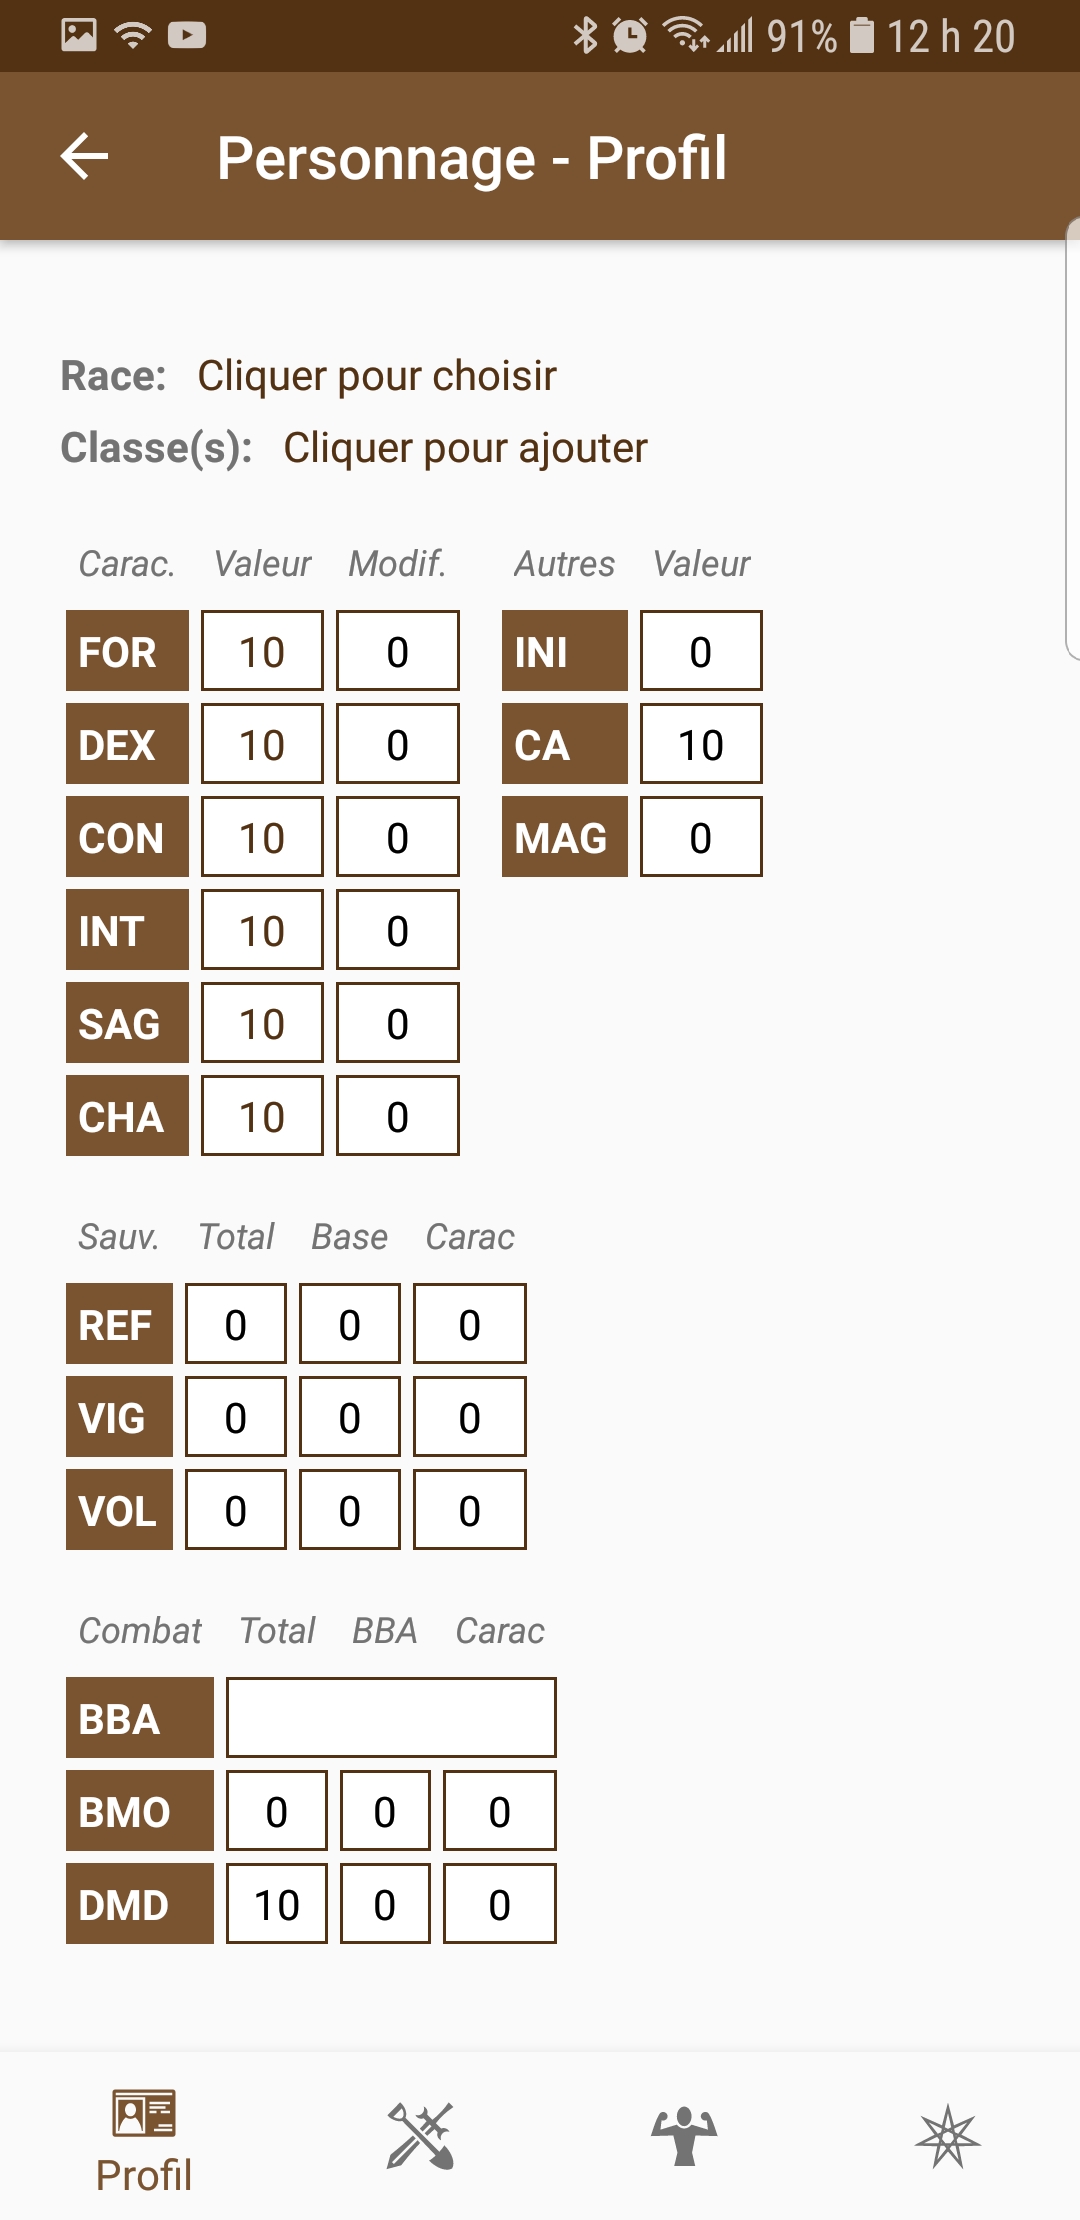 91% 12 h 20
Personnage - Profil
Race: Cliquer pour choisir
Classe(s): Cliquer pour ajouter
Carac. Valeur Modif. Autres Valeur
FOR 10 0 INI 0
DEX 10 0 CA 10
CON 10 0 MAG 0
INT 10 0
SAG 10 0
CHA 10 0
Sauv. Total Base Carac
REF 0 0 0
VIG 0 0 0
VOL 0 0 0
Combat Total BBA Carac
BBA
BMO 0 0 0
DMD 10 0 0
Profil